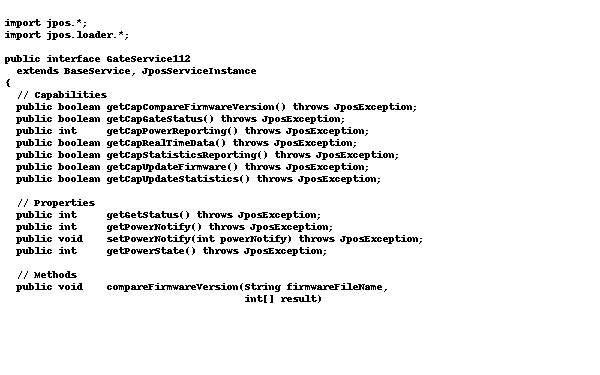 import jpos.*;
import jpos.loader.*;

public interface GateService112
  extends BaseService, JposServiceInstance
{
  // Capabilities
  public boolean getCapCompareFirmwareVersion() throws JposException;
  public boolean getCapGateStatus() throws JposException;
  public int     getCapPowerReporting() throws JposException;
  public boolean getCapRealTimeData() throws JposException;
  public boolean getCapStatisticsReporting() throws JposException;
  public boolean getCapUpdateFirmware() throws JposException;
  public boolean getCapUpdateStatistics() throws JposException;

  // Properties
  public int     getGetStatus() throws JposException;
  public int     getPowerNotify() throws JposException;
  public void    setPowerNotify(int powerNotify) throws JposException;
  public int     getPowerState() throws JposException;

  // Methods
  public void    compareFirmwareVersion(String firmwareFileName,
                                        int[] result)